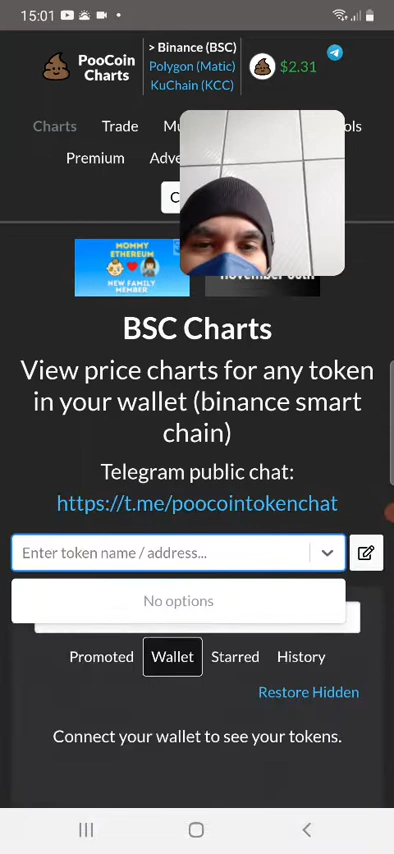 15:01
PooCoin Charts
> Binance (BSC)
Polygon (Matic)
KuChain (KCC)
$2.31
Charts
Trade
Premium
MOMMY
ETHEREUM
NEW FAMILY
MEMBER
BSC Charts
View price charts for any token
in your wallet (binance smart
chain)
Telegram public chat:
https://t.me/poocointokenchat
Enter token name / address...
No options
Promoted Wallet Starred History
Restore Hidden
Connect your wallet to see your tokens.